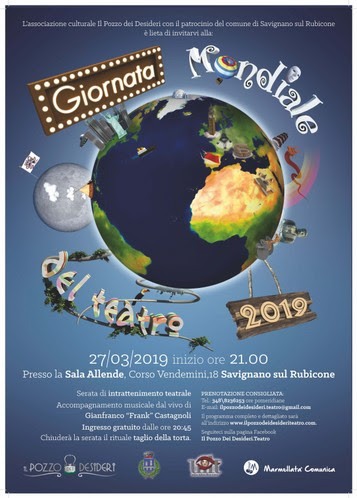 L'associazione culturale Il Pozzo dei Desideri con il patrocinio del comune di Savignano sul Rubicone
è lieta di invitarvi alla:
Giornata
Mondiale
del teatro
2019
27/03/2019 inizio ore 21.00
Presso la Sala Allende, Corso Vendemini,18 Savignano sul Rubicone
Serata di intrattenimento teatrale
Accompagnamento musicale dal vivo di
Gianfranco "Frank" Castagnoli
Ingresso gratuito dalle ore 20:45
Chiuderà la serata il rituale taglio della torta.
PRENOTAZIONE CONSIGLIATA.
Tel: 348\8236253 ore pomeridiane
E-mail: ilpozzodeidesideri.teatro@gmail.com
Il programma completo e dettagliato sarà
all'indirizzo www.ilpozzodeidesideriteatro.com.
Seguiteci sulla pagina Facebook
Il Pozzo Dei Desideri.Teatro
IL POZZO DESIDERI
Marmellata Comunica